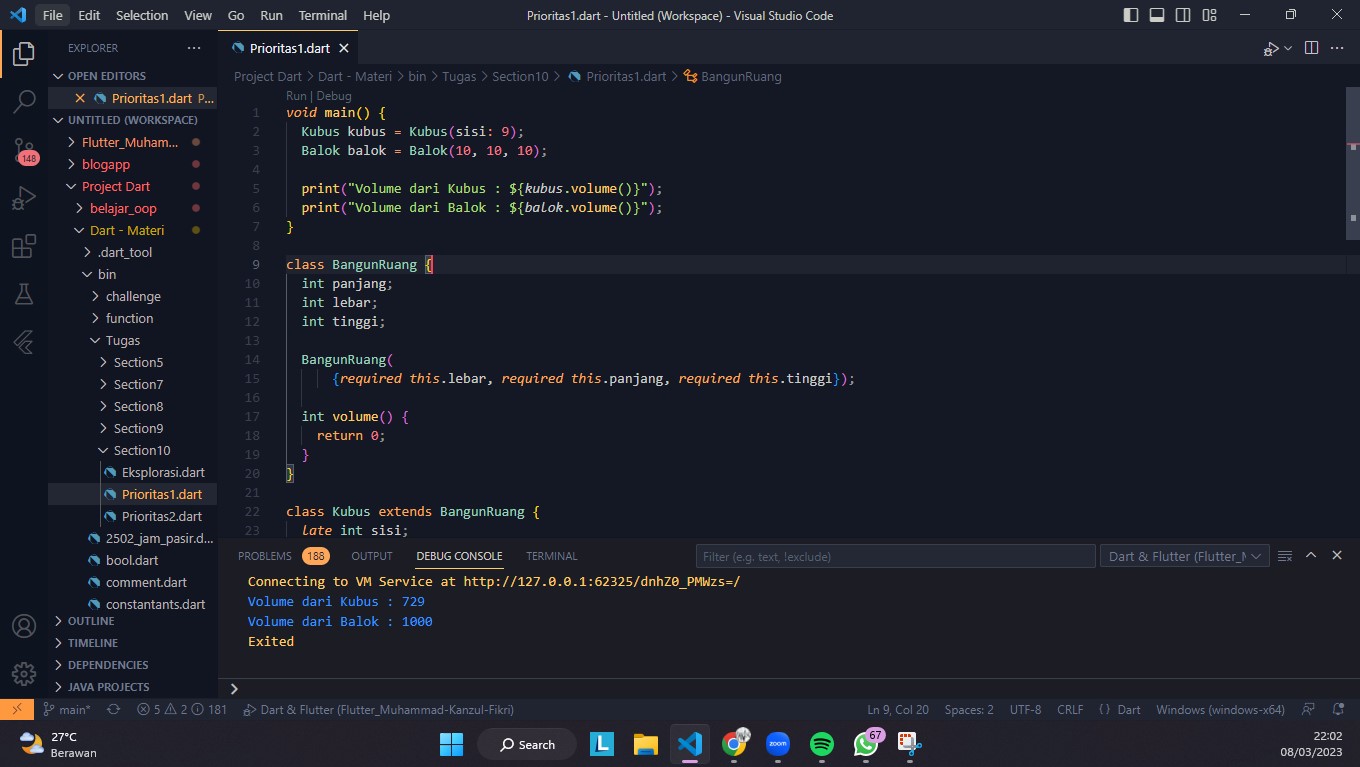 File Edit Selection View Go Run Terminal Help
Prioritas1.dart - Untitled (Workspace) - Visual Studio Code
EXPLORER
OPEN EDITORS
Prioritas1.dart P...
UNTITLED (WORKSPACE)
Flutter_Muham...
blogapp
Project Dart
belajar_oop
Dart - Materi
.dart_tool
bin
challenge
function
Tugas
Section5
Section7
Section8
Section9
Section10
Eksplorasi.dart
Prioritas1.dart
Prioritas2.dart
2502_jam_pasir.d...
bool.dart
comment.dart
constantants.dart
OUTLINE
TIMELINE
DEPENDENCIES
JAVA PROJECTS
148
Prioritas1.dart
Project Dart > Dart - Materi > bin > Tugas > Section10 > Prioritas1.dart > BangunRuang
Run | Debug
1 void main() {
2 Kubus kubus = Kubus(sisi: 9);
3 Balok balok = Balok(10, 10, 10);
4
5 print("Volume dari Kubus : ${kubus.volume()}");
6 print("Volume dari Balok : ${balok.volume()}");
7 }
8
9 class BangunRuang {
10 int panjang;
11 int lebar;
12 int tinggi;
13
14 BangunRuang(
15 {required this.lebar, required this.panjang, required this.tinggi});
16
17 int volume() {
18 return 0;
19 }
20 }
21
22 class Kubus extends BangunRuang {
23 late int sisi;
PROBLEMS 188 OUTPUT DEBUG CONSOLE TERMINAL
Filter (e.g. text, !exclude)
Dart & Flutter (Flutter_M
Connecting to VM Service at http://127.0.0.1:62325/dnhZ0_PMWzs=/
Volume dari Kubus : 729
Volume dari Balok : 1000
Exited
main* 5 2 181 Dart & Flutter (Flutter_Muhammad-Kanzul-Fikri)
Ln 9, Col 20 Spaces: 2 UTF-8 CRLF {} Dart Windows (windows-x64)
27°C
Berawan
Search
L
zoom
67
22:02
08/03/2023